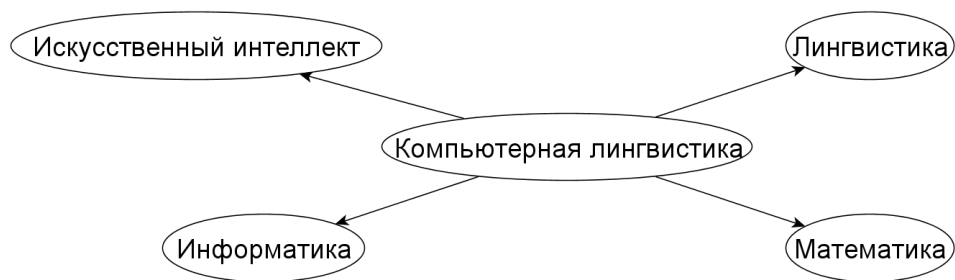 Искусственный интеллект
Лингвистика
Компьютерная лингвистика
Информатика
Математика